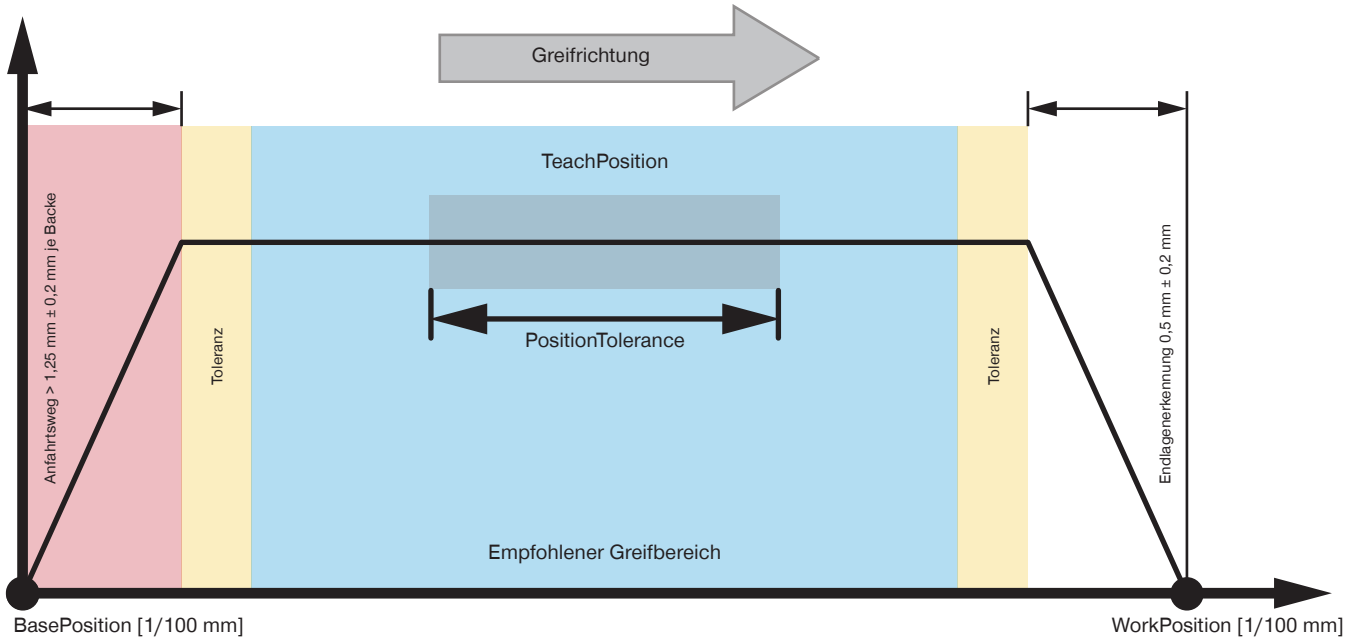 Greifrichtung
TeachPosition
Anfahrtsweg > 1,25 mm ± 0,2 mm je Backe
Toleranz
PositionTolerance
Toleranz
Endlagenerkennung 0,5 mm ± 0,2 mm
Empfohlener Greifbereich
BasePosition [1/100 mm]
WorkPosition [1/100 mm]